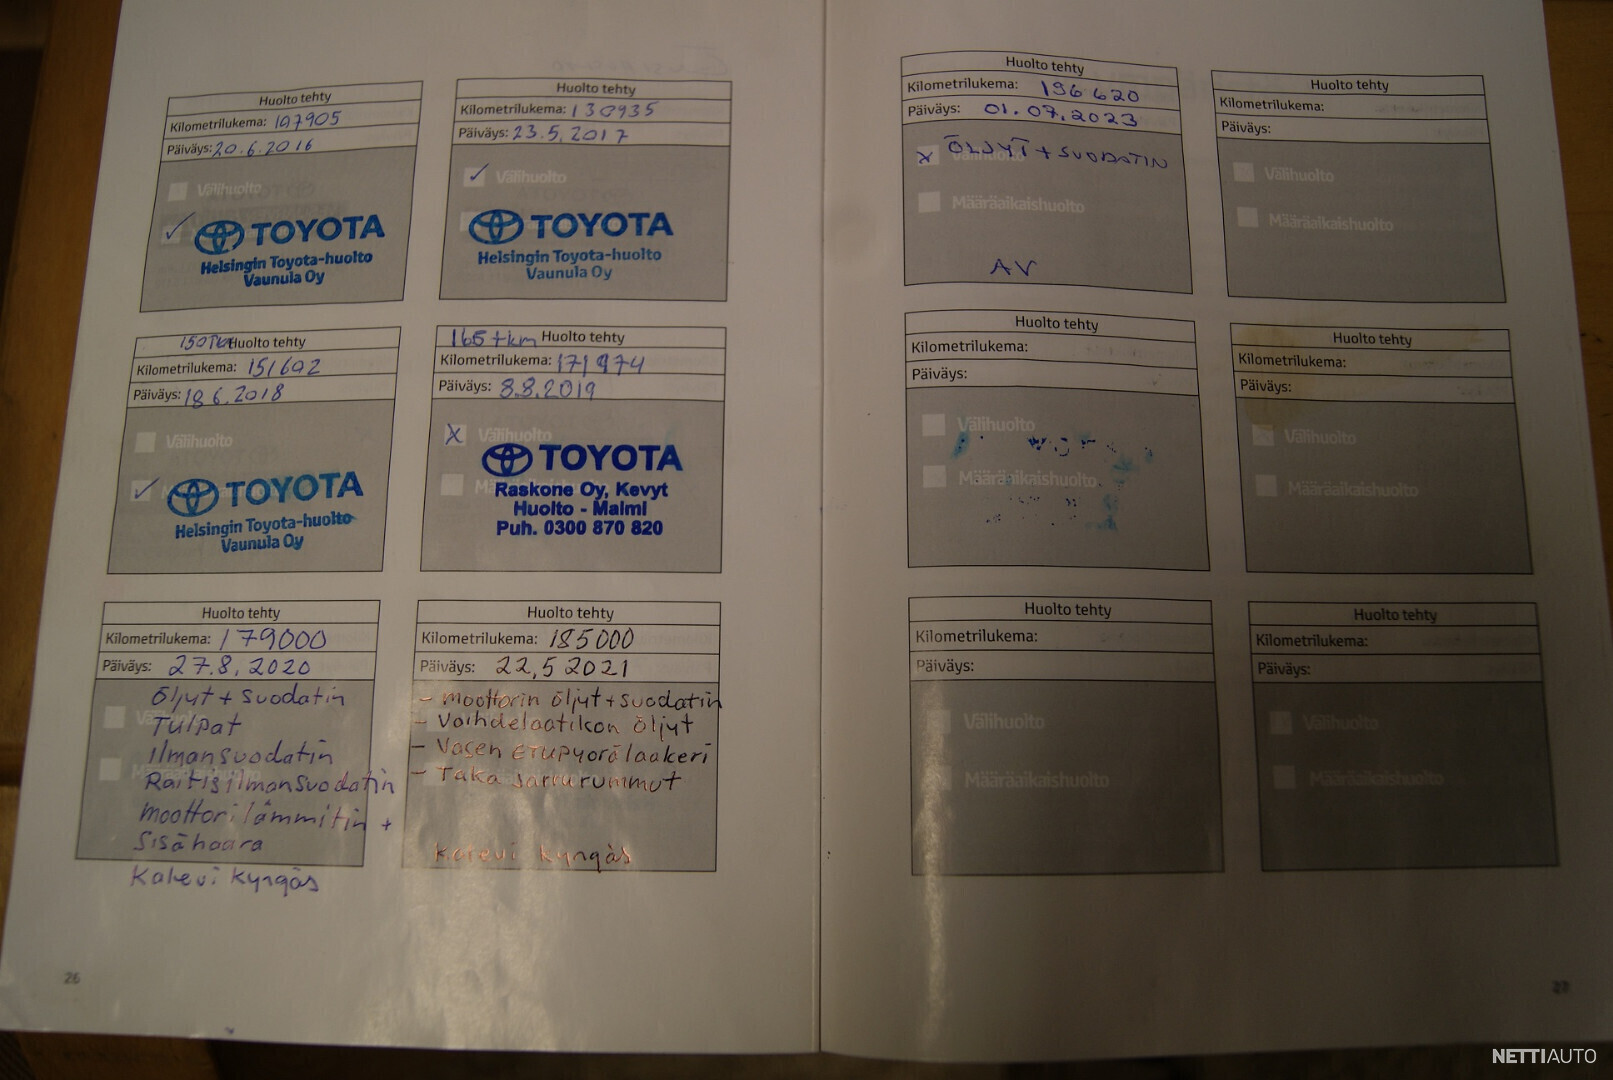 Huolto tehty
Kilometrilukema: 107905
Päiväys: 20.6.2016
Välihuolto
TOYOTA
Helsingin Toyota-huolto
Vaunula Oy
Huolto tehty
Kilometrilukema: 130935
Päiväys: 23.5.2017
Välihuolto
TOYOTA
Helsingin Toyota-huolto
Vaunula Oy
Huolto tehty
Kilometrilukema: 151602
Päiväys: 18 6.2018
Välihuolto
TOYOTA
Helsingin Toyota-huolto
Vaunula Oy
165 tkm Huolto tehty
Kilometrilukema: 171974
Päiväys: 8.8.2019
Välihuolto
TOYOTA
Raskone Oy, Kevyt
Huolto - Malmi
Puh. 0300 870 820
Huolto tehty
Kilometrilukema: 179000
Päiväys: 27.8.2020
Öljyt + suodatin
Tulpat
Ilmansuodatin
Raitisilmansuodatin
Moottorilämmitin +
Sisähaara
Kalevi Kyngäs
Huolto tehty
Kilometrilukema: 185000
Päiväys: 22,5 2021
- Moottorin öljyt + suodatin
- Vaihdelaatikon öljyt
- Vasen ETUPyörälaakeri
- Taka jarrurummut
Kalevi Kyngäs
26
Huolto tehty
Kilometrilukema: 196 620
Päiväys: 01.07.2023
ÖLJYT + SUODATIN
Määräaikaishuolto
AV
Huolto tehty
Kilometrilukema:
Päiväys:
Välihuolto
Määräaikaishuolto
Huolto tehty
Kilometrilukema:
Päiväys:
Välihuolto
Määräaikaishuolto
Huolto tehty
Kilometrilukema:
Päiväys:
Välihuolto
Määräaikaishuolto
Huolto tehty
Kilometrilukema:
Päiväys:
Välihuolto
Määräaikaishuolto
Huolto tehty
Kilometrilukema:
Päiväys:
Välihuolto
Määräaikaishuolto
27
NETTIAUTO